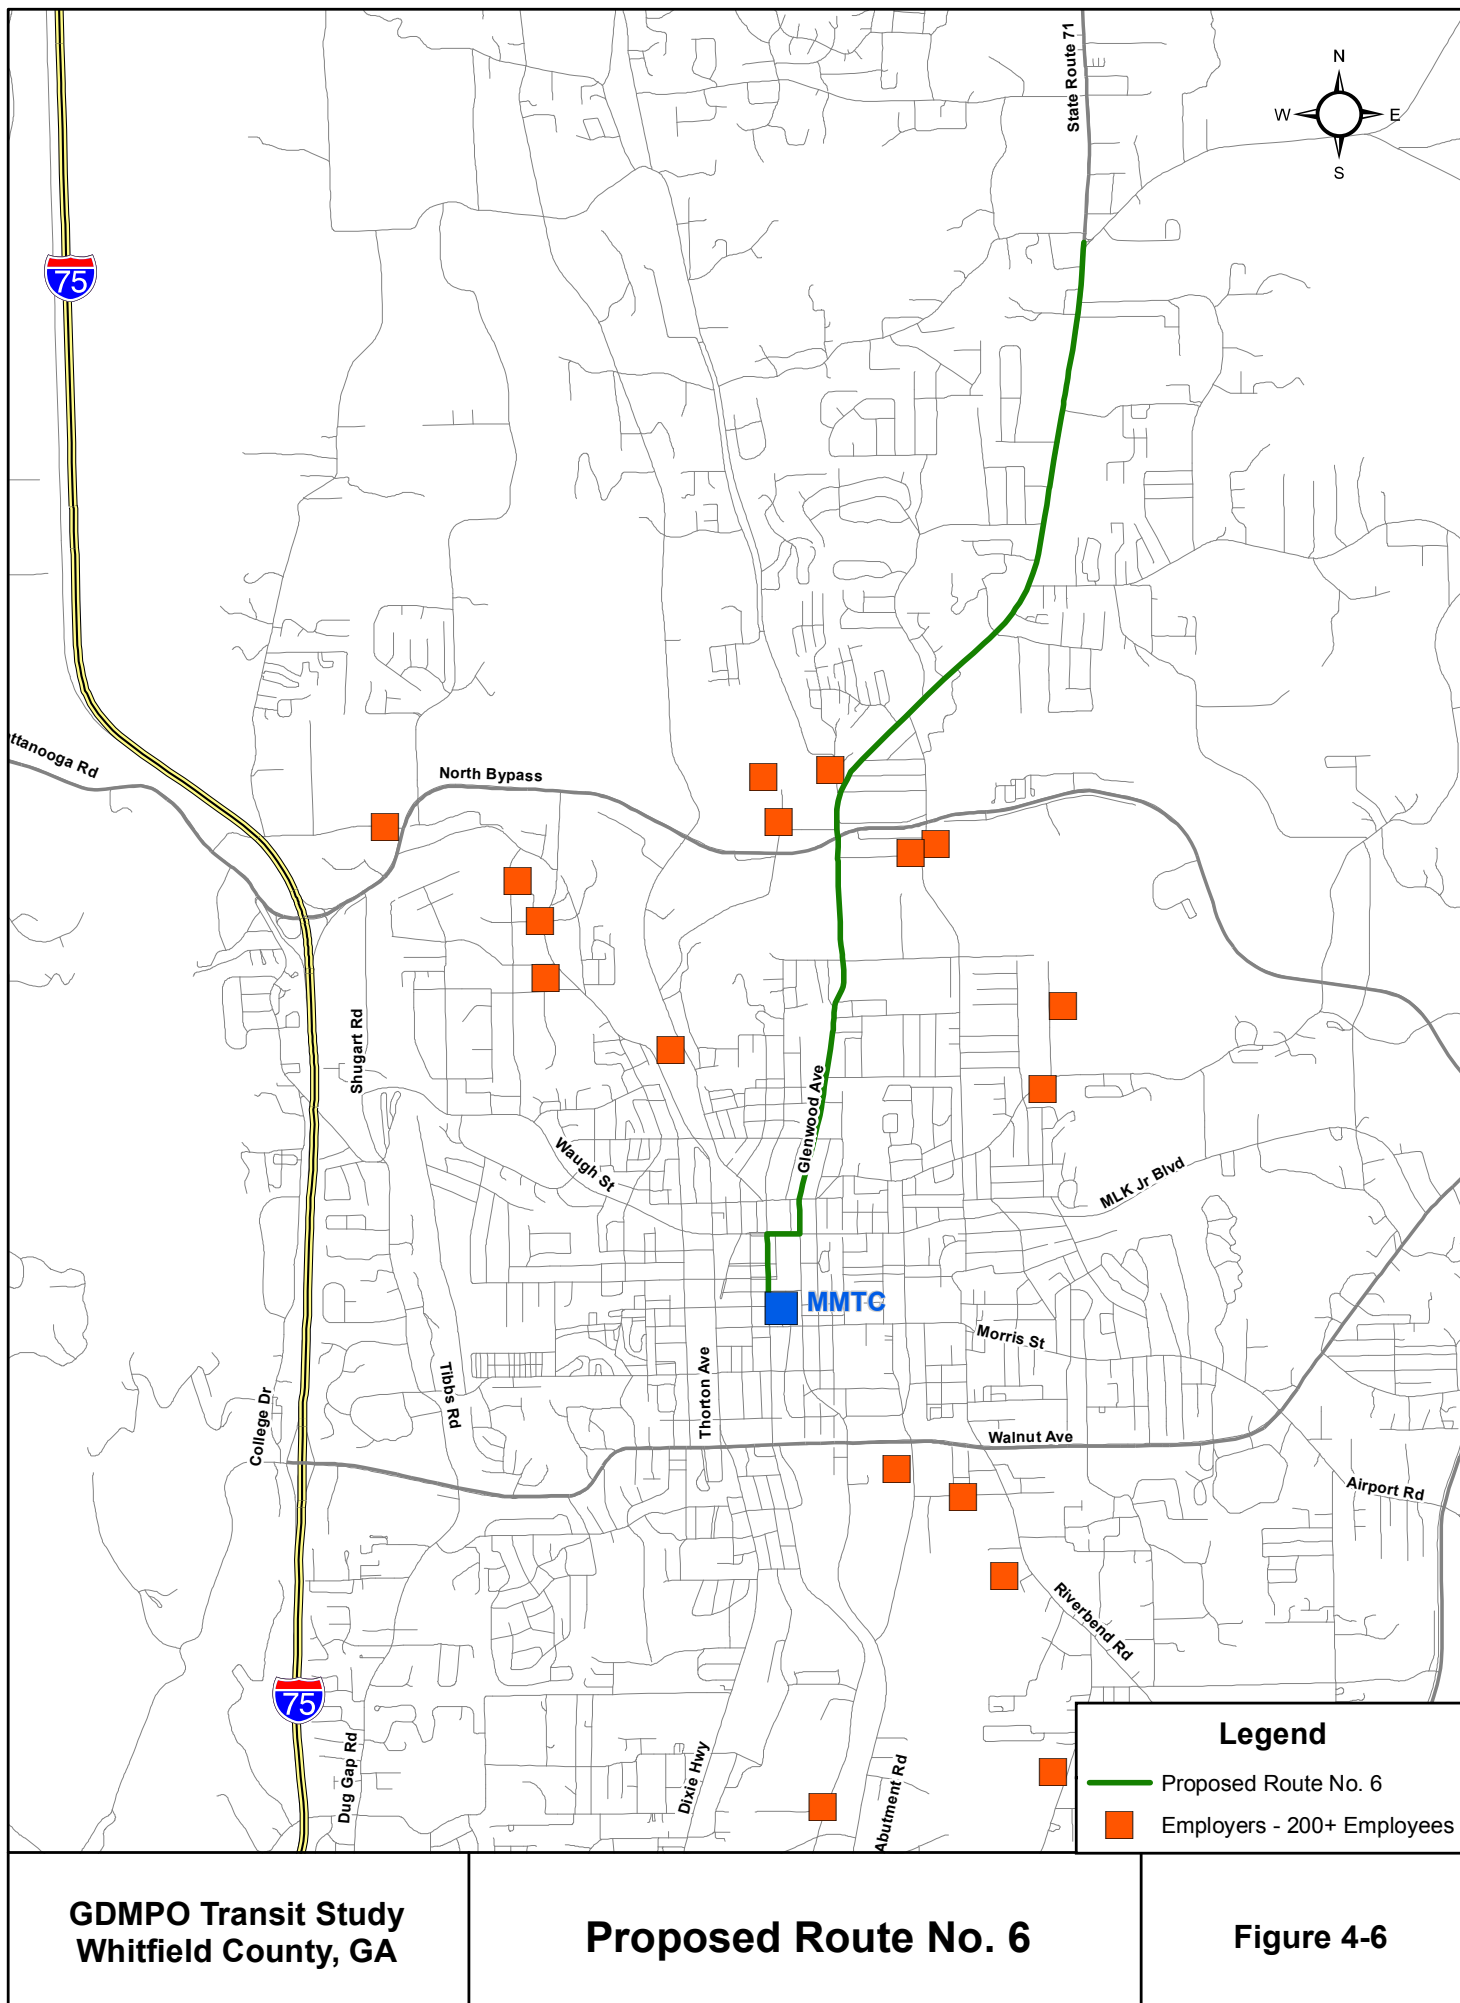 State Route 71
N
W
E
S
75
ttanooga Rd
North Bypass
Shugart Rd
Glenwood Ave
Waugh St
MLK Jr Blvd
MMTC
Morris St
Thorton Ave
Tibbs Rd
College Dr
Walnut Ave
Airport Rd
Riverbend Rd
75
Dug Gap Rd
Dixie Hwy
Abutment Rd
Legend
Proposed Route No. 6
Employers - 200+ Employees
GDMPO Transit Study
Whitfield County, GA
Proposed Route No. 6
Figure 4-6